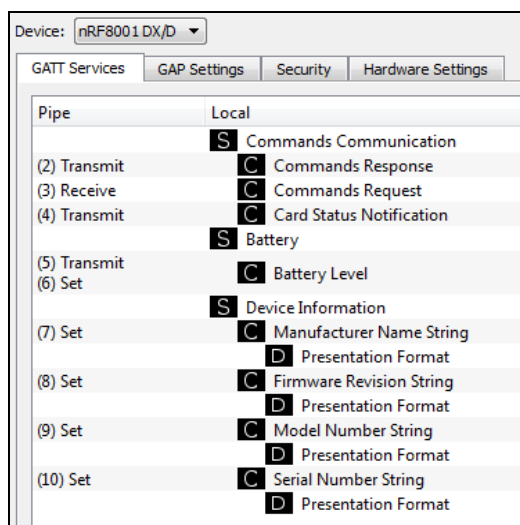 Device: nRF8001 DX/D
GATT Services GAP Settings Security Hardware Settings
Pipe Local
S Commands Communication
(2) Transmit C Commands Response
(3) Receive C Commands Request
(4) Transmit C Card Status Notification
S Battery
(5) Transmit
(6) Set C Battery Level
S Device Information
(7) Set C Manufacturer Name String
D Presentation Format
(8) Set C Firmware Revision String
D Presentation Format
(9) Set C Model Number String
D Presentation Format
(10) Set C Serial Number String
D Presentation Format